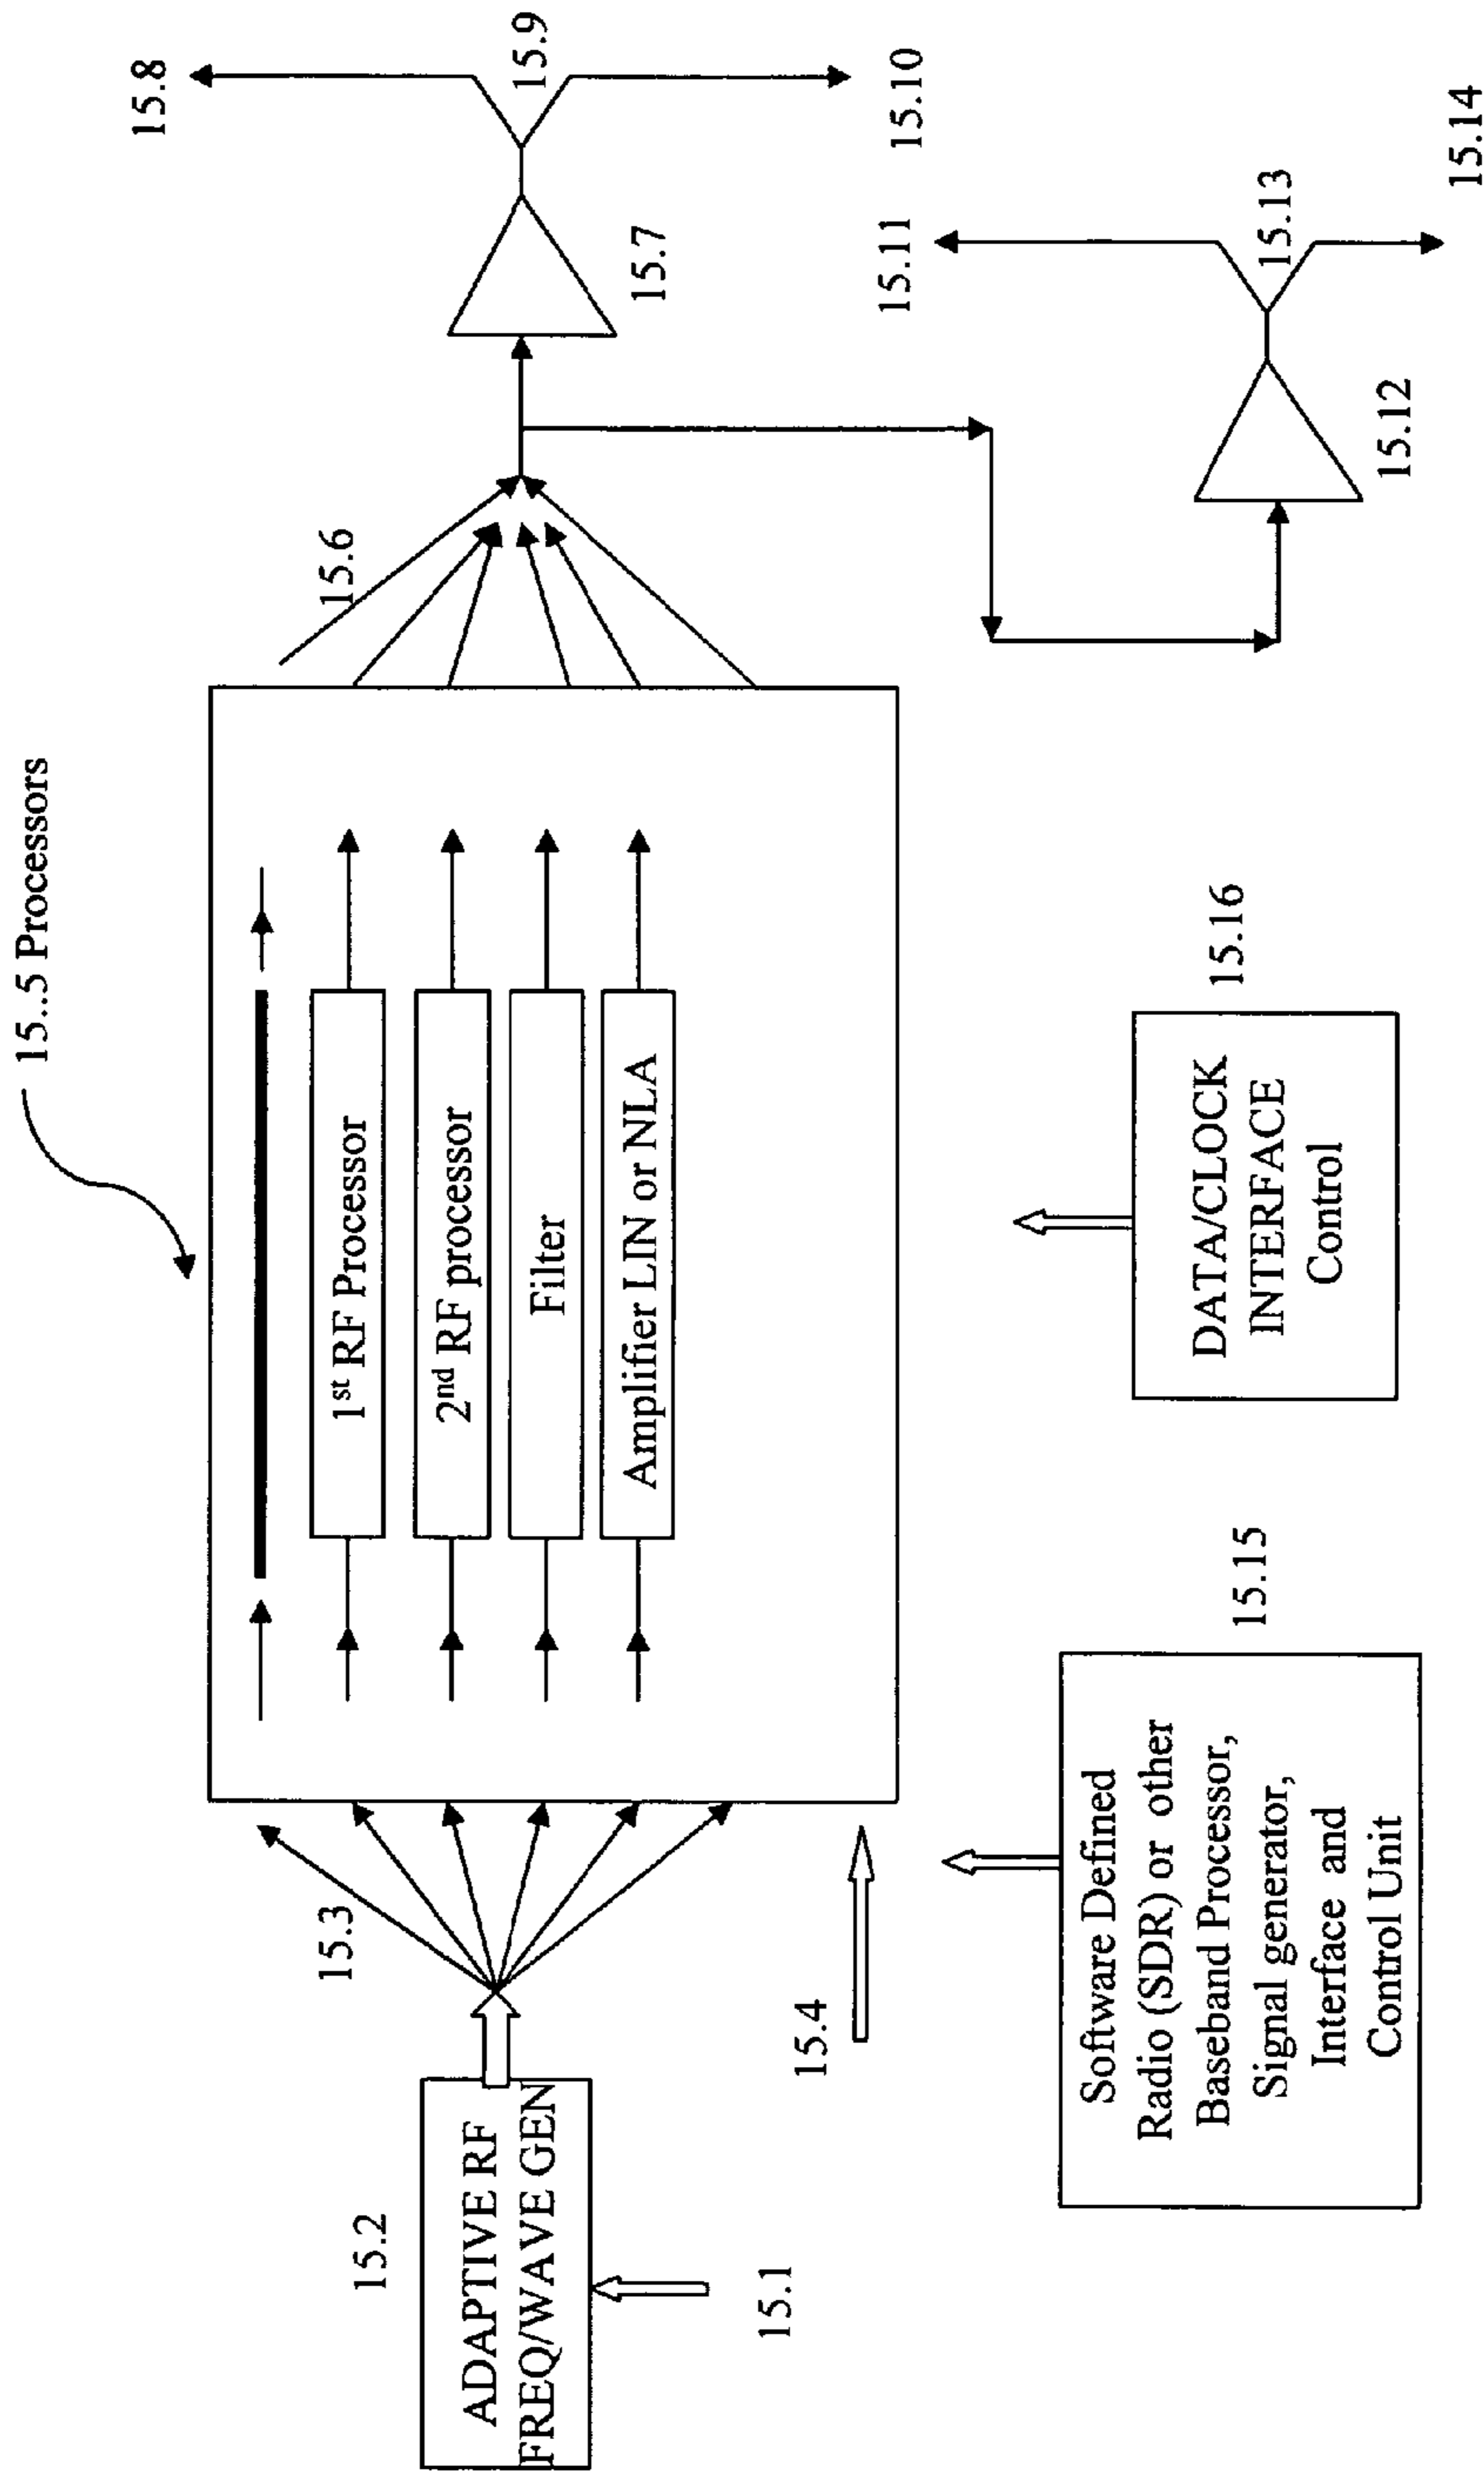 15..5 Processors
15.8
15.9
15.10
15.6
15.7
15.11
15.13
15.14
15.12
1st RF Processor
2nd RF processor
Filter
Amplifier LIN or NLA
15.3
15.2
ADAPTIVE RF
FREQ/WAVE GEN
15.1
15.4
15.15
Software Defined
Radio (SDR) or other
Baseband Processor,
Signal generator,
Interface and
Control Unit
15.16
DATA/CLOCK
INTERFACE
Control